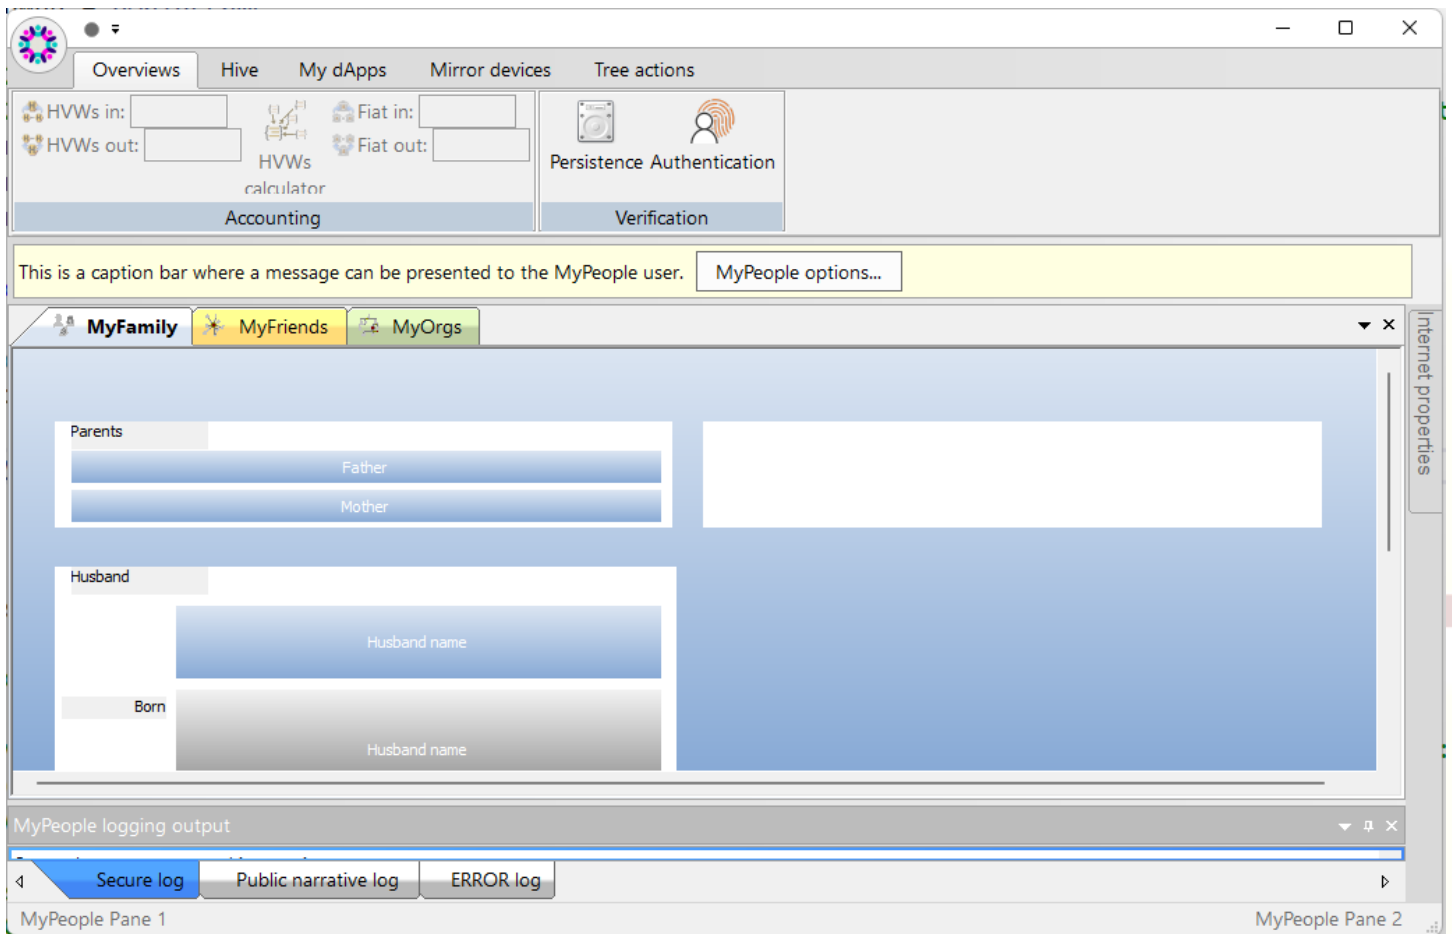 Overviews Hive My dApps Mirror devices Tree actions
HVWs in: Fiat in:
HVWs out: Fiat out:
HVWs
calculator
Persistence Authentication
Accounting Verification
This is a caption bar where a message can be presented to the MyPeople user. MyPeople options...
MyFamily MyFriends MyOrgs
Internet properties
Parents
Father
Mother
Husband
Husband name
Born
Husband name
MyPeople logging output
Secure log Public narrative log ERROR log
MyPeople Pane 1 MyPeople Pane 2